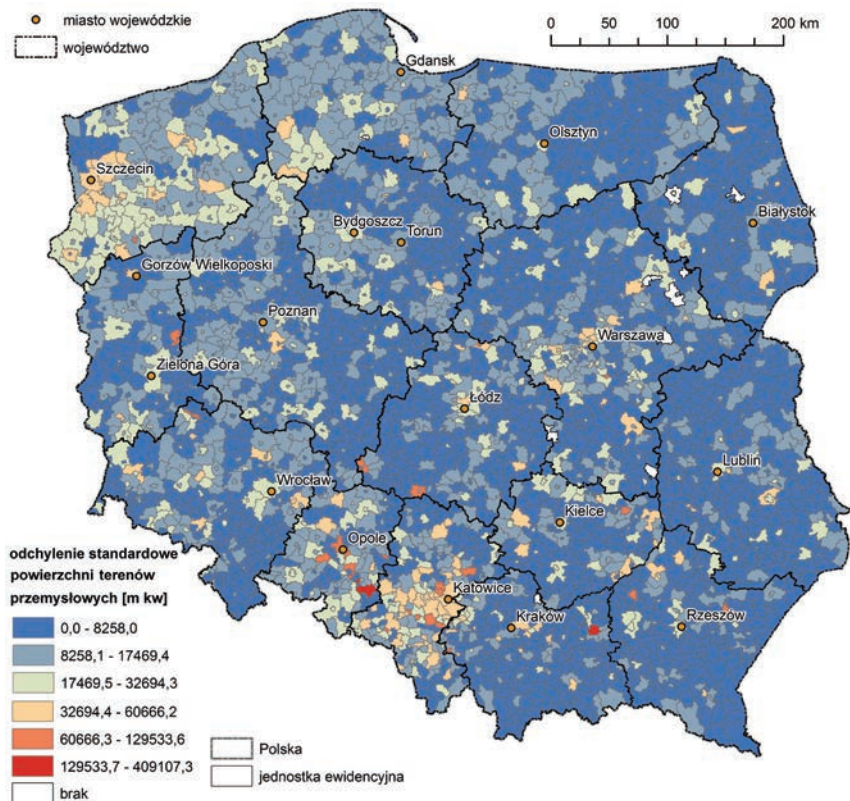 miasto wojewódzkie
województwo
0 50 100 200 km
Gdansk
Olsztyn
Szczecin
Białystok
Bydgoszcz
Torun
Gorzów Wielkoposki
Poznan
Warszawa
Zielona Góra
Łódz
Lublin
Wrocław
Kielce
Opole
Katowice
Kraków
Rzeszów
odchylenie standardowe
powierzchni terenów
przemysłowych [m kw]
0,0 - 8258,0
8258,1 - 17469,4
17469,5 - 32694,3
32694,4 - 60666,2
60666,3 - 129533,6
129533,7 - 409107,3
brak
Polska
jednostka ewidencyjna